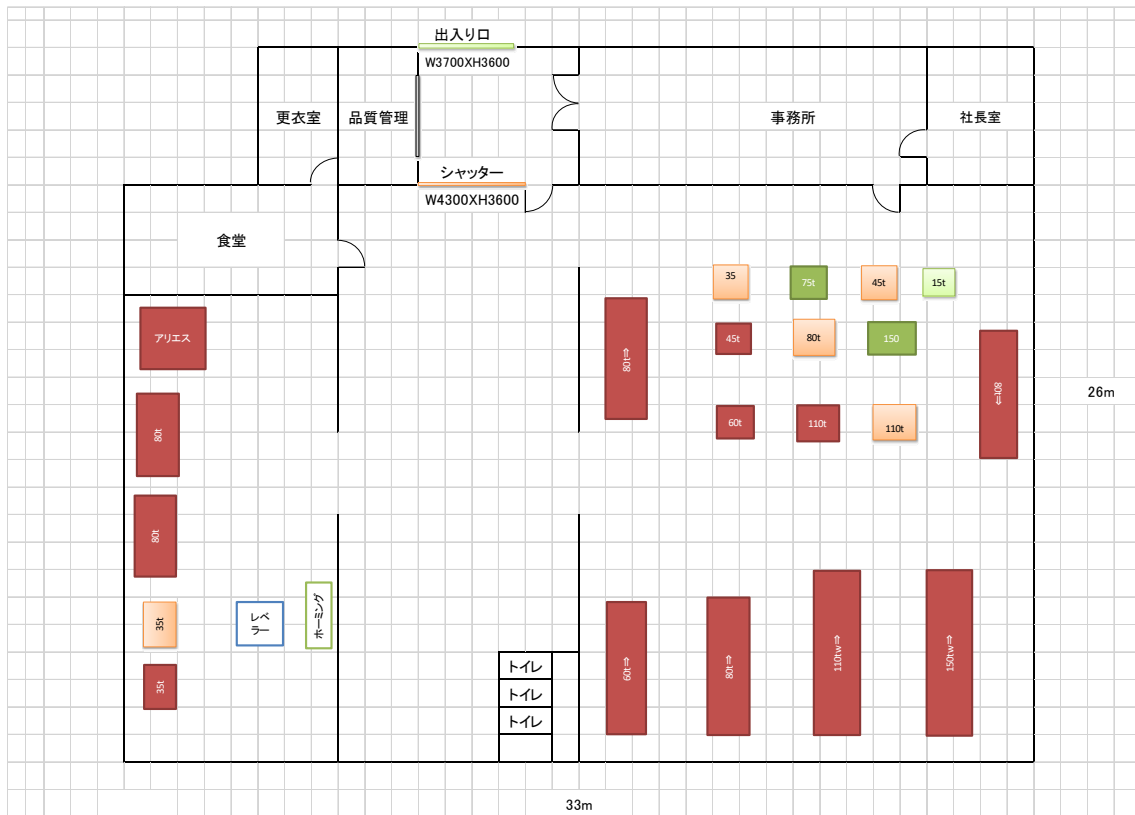 出入り口
W3700XH3600
更衣室
品質管理
事務所
社長室
シャッター
W4300XH3600
食堂
35
75t
45t
15t
アリエス
45t
80t
150
80t⇒
80t⇒
26m
80t
60t
110t
110t
80t
35t
レベ
ラー
ホーミング
35t
トイレ
トイレ
トイレ
60t⇒
80t⇒
110tw⇒
150tw⇒
33m